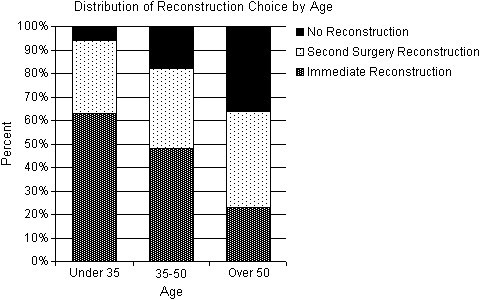 Distribution of Reconstruction Choice by Age
100%
90%
80%
70%
60%
50%
40%
30%
20%
10%
0%
Percent
Under 35
35-50
Over 50
Age
No Reconstruction
Second Surgery Reconstruction
Immediate Reconstruction